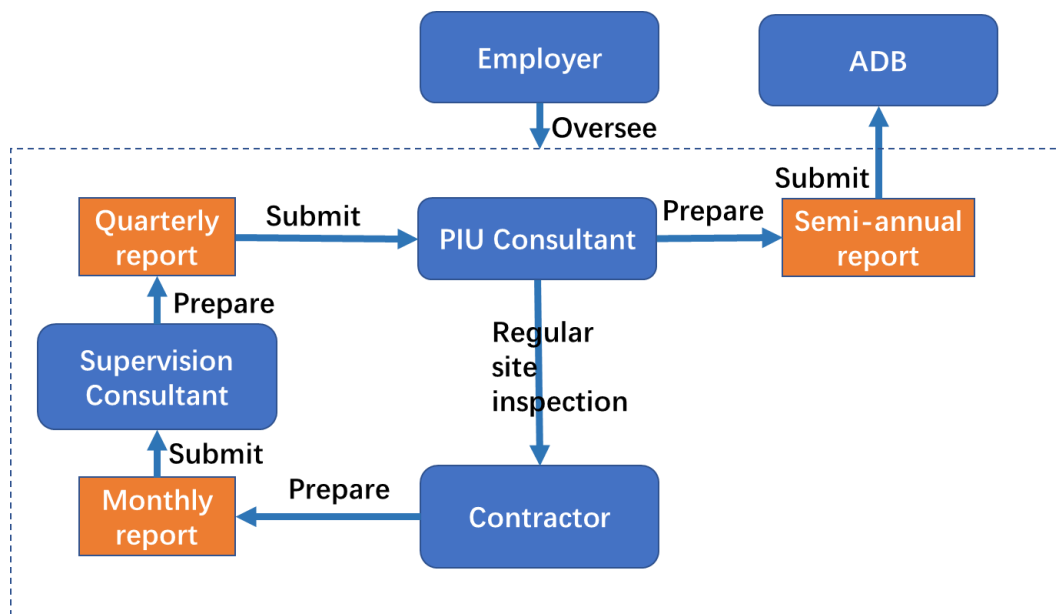 Employer
ADB
Oversee
Submit
Quarterly
report
Submit
PIU Consultant
Prepare
Semi-annual
report
Prepare
Supervision
Consultant
Regular
site
inspection
Submit
Monthly
report
Prepare
Contractor